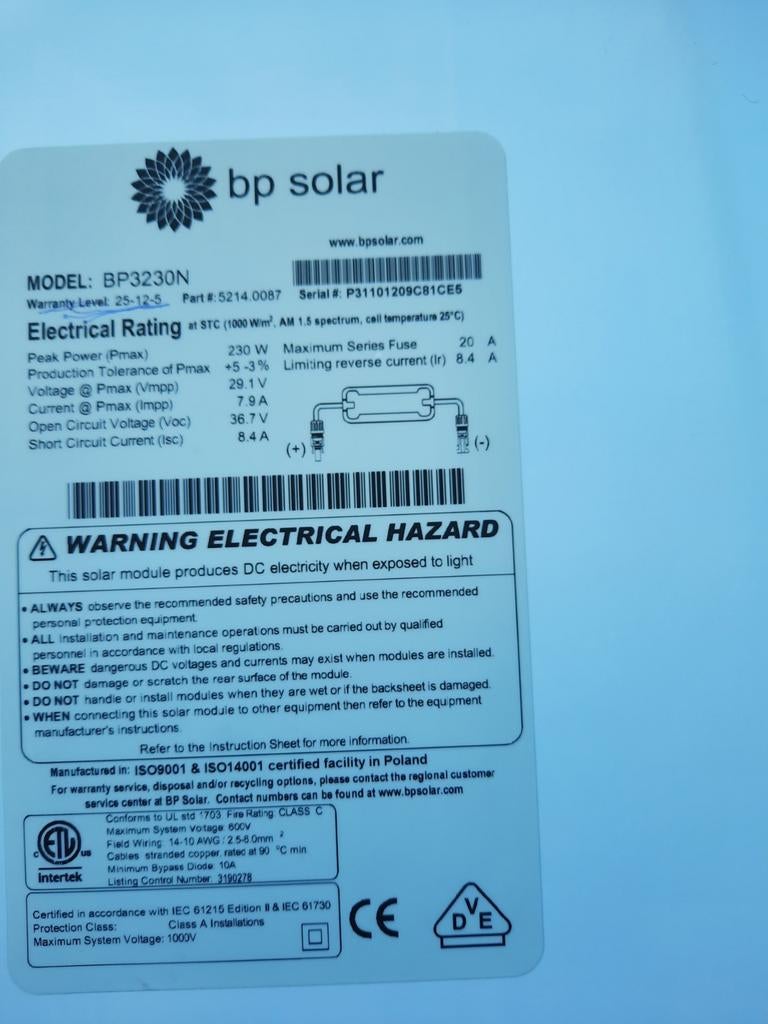 bp solar
www.bpsolar.com
MODEL: BP3230N
Warranty Level: 25-12-5 Part #: 5214.0087 Serial #: P31101209C81CE5
Electrical Rating at STC (1000 W/m², AM 1.5 spectrum, cell temperature 25°C)
Peak Power (Pmax) 230 W Maximum Series Fuse 20 A
Production Tolerance of Pmax +5 -3% Limiting reverse current (Ir) 8.4 A
Voltage @ Pmax (Vmpp) 29.1 V
Current @ Pmax (Impp) 7.9 A
Open Circuit Voltage (Voc) 36.7 V
Short Circuit Current (Isc) 8.4 A
(+) (-)
WARNING ELECTRICAL HAZARD
This solar module produces DC electricity when exposed to light
• ALWAYS observe the recommended safety precautions and use the recommended
personal protection equipment.
• ALL installation and maintenance operations must be carried out by qualified
personnel in accordance with local regulations.
• BEWARE dangerous DC voltages and currents may exist when modules are installed.
• DO NOT damage or scratch the rear surface of the module.
• DO NOT handle or install modules when they are wet or if the backsheet is damaged.
• WHEN connecting this solar module to other equipment then refer to the equipment
manufacturer's instructions.
Refer to the Instruction Sheet for more information.
Manufactured in: ISO9001 & ISO14001 certified facility in Poland
For warranty service, disposal and/or recycling options, please contact the regional customer
service center at BP Solar. Contact numbers can be found at www.bpsolar.com
ETL
c us
Intertek
Conforms to UL std 1703 Fire Rating: CLASS C
Maximum System Voltage: 600V
Field Wiring: 14-10 AWG / 2.5-6.0mm²
Cables stranded copper, rated at 90 °C min
Minimum Bypass Diode: 10A
Listing Control Number: 3190278
Certified in accordance with IEC 61215 Edition II & IEC 61730
Protection Class: Class A Installations
Maximum System Voltage: 1000V
CE
DVE